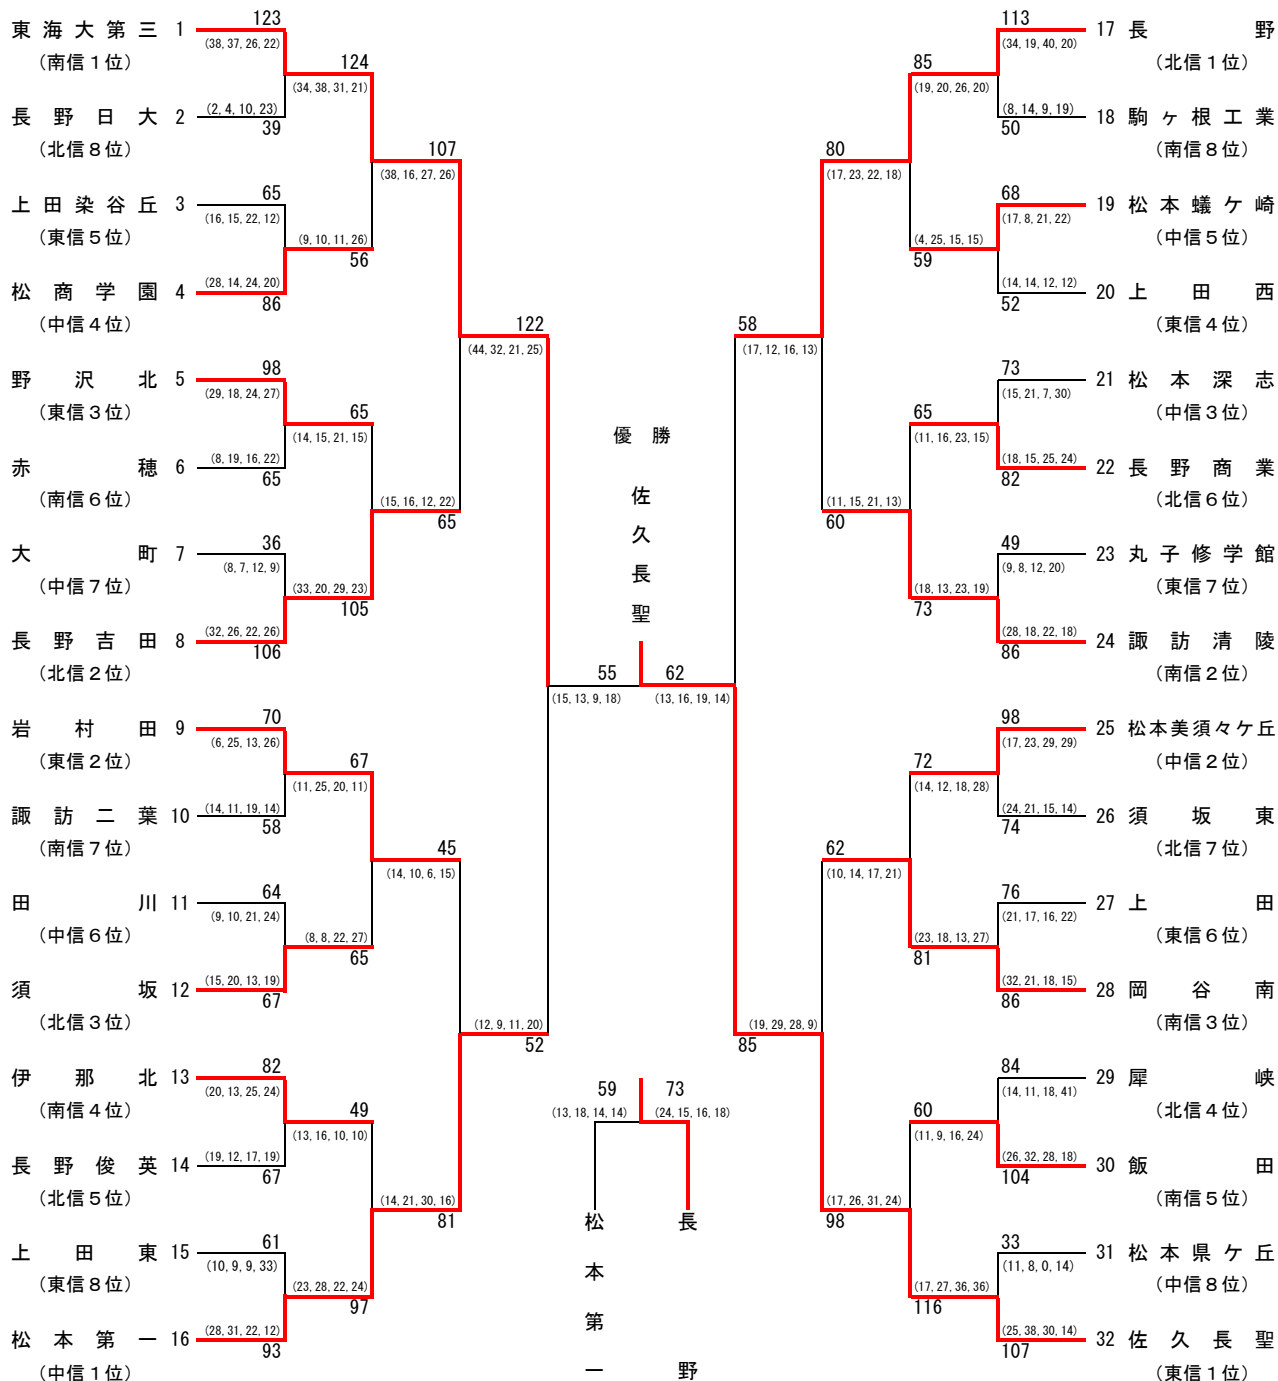 東海大第三 1 123
(38, 37, 26, 22)
(南信1位)
124
(34, 38, 31, 21)
長野日大 2 (2, 4, 10, 23)
39
(北信8位)
107
(38, 16, 27, 26)
上田染谷丘 3 65
(16, 15, 22, 12)
(東信5位)
(9, 10, 11, 26)
56
松商学園 4 (28, 14, 24, 20)
86
(中信4位)
122
(44, 32, 21, 25)
野沢北 5 98
(29, 18, 24, 27)
(東信3位)
65
(14, 15, 21, 15)
赤穂 6 (8, 19, 16, 22)
65
(南信6位)
(15, 16, 12, 22)
65
大町 7 36
(8, 7, 12, 9)
(中信7位)
(33, 20, 29, 23)
105
長野吉田 8 (32, 26, 22, 26)
106
(北信2位)
岩村田 9 70
(6, 25, 13, 26)
(東信2位)
67
(11, 25, 20, 11)
諏訪二葉 10 (14, 11, 19, 14)
58
(南信7位)
45
(14, 10, 6, 15)
田川 11 64
(9, 10, 21, 24)
(中信6位)
(8, 8, 22, 27)
65
須坂 12 (15, 20, 13, 19)
67
(北信3位)
(12, 9, 11, 20)
52
伊那北 13 82
(20, 13, 25, 24)
(南信4位)
49
(13, 16, 10, 10)
長野俊英 14 (19, 12, 17, 19)
67
(北信5位)
(14, 21, 30, 16)
81
上田東 15 61
(10, 9, 9, 33)
(東信8位)
(23, 28, 22, 24)
97
松本第一 16 (28, 31, 22, 12)
93
(中信1位)
優勝
佐久長聖
55 62
(15, 13, 9, 18) (13, 16, 19, 14)
59 73
(13, 18, 14, 14) (24, 15, 16, 18)
松本第一
長野
113 17 長野
(34, 19, 40, 20)
(北信1位)
85
(19, 20, 26, 20)
(8, 14, 9, 19) 18 駒ヶ根工業
50
(南信8位)
80
(17, 23, 22, 18)
68 19 松本蟻ケ崎
(17, 8, 21, 22)
(中信5位)
(4, 25, 15, 15)
59
(14, 14, 12, 12) 20 上田西
52
(東信4位)
58
(17, 12, 16, 13)
73 21 松本深志
(15, 21, 7, 30)
(中信3位)
65
(11, 16, 23, 15)
(18, 15, 25, 24) 22 長野商業
82
(北信6位)
(11, 15, 21, 13)
60
49 23 丸子修学館
(9, 8, 12, 20)
(東信7位)
(18, 13, 23, 19)
73
(28, 18, 22, 18) 24 諏訪清陵
86
(南信2位)
98 25 松本美須々ケ丘
(17, 23, 29, 29)
(中信2位)
72
(14, 12, 18, 28)
(24, 21, 15, 14) 26 須坂東
74
(北信7位)
62
(10, 14, 17, 21)
76 27 上田
(21, 17, 16, 22)
(東信6位)
(23, 18, 13, 27)
81
(32, 21, 18, 15) 28 岡谷南
86
(南信3位)
(19, 29, 28, 9)
85
84 29 犀峡
(14, 11, 18, 41)
(北信4位)
60
(11, 9, 16, 24)
(26, 32, 28, 18) 30 飯田
104
(南信5位)
(17, 26, 31, 24)
98
33 31 松本県ケ丘
(11, 8, 0, 14)
(中信8位)
(17, 27, 36, 36)
116
(25, 38, 30, 14) 32 佐久長聖
107
(東信1位)